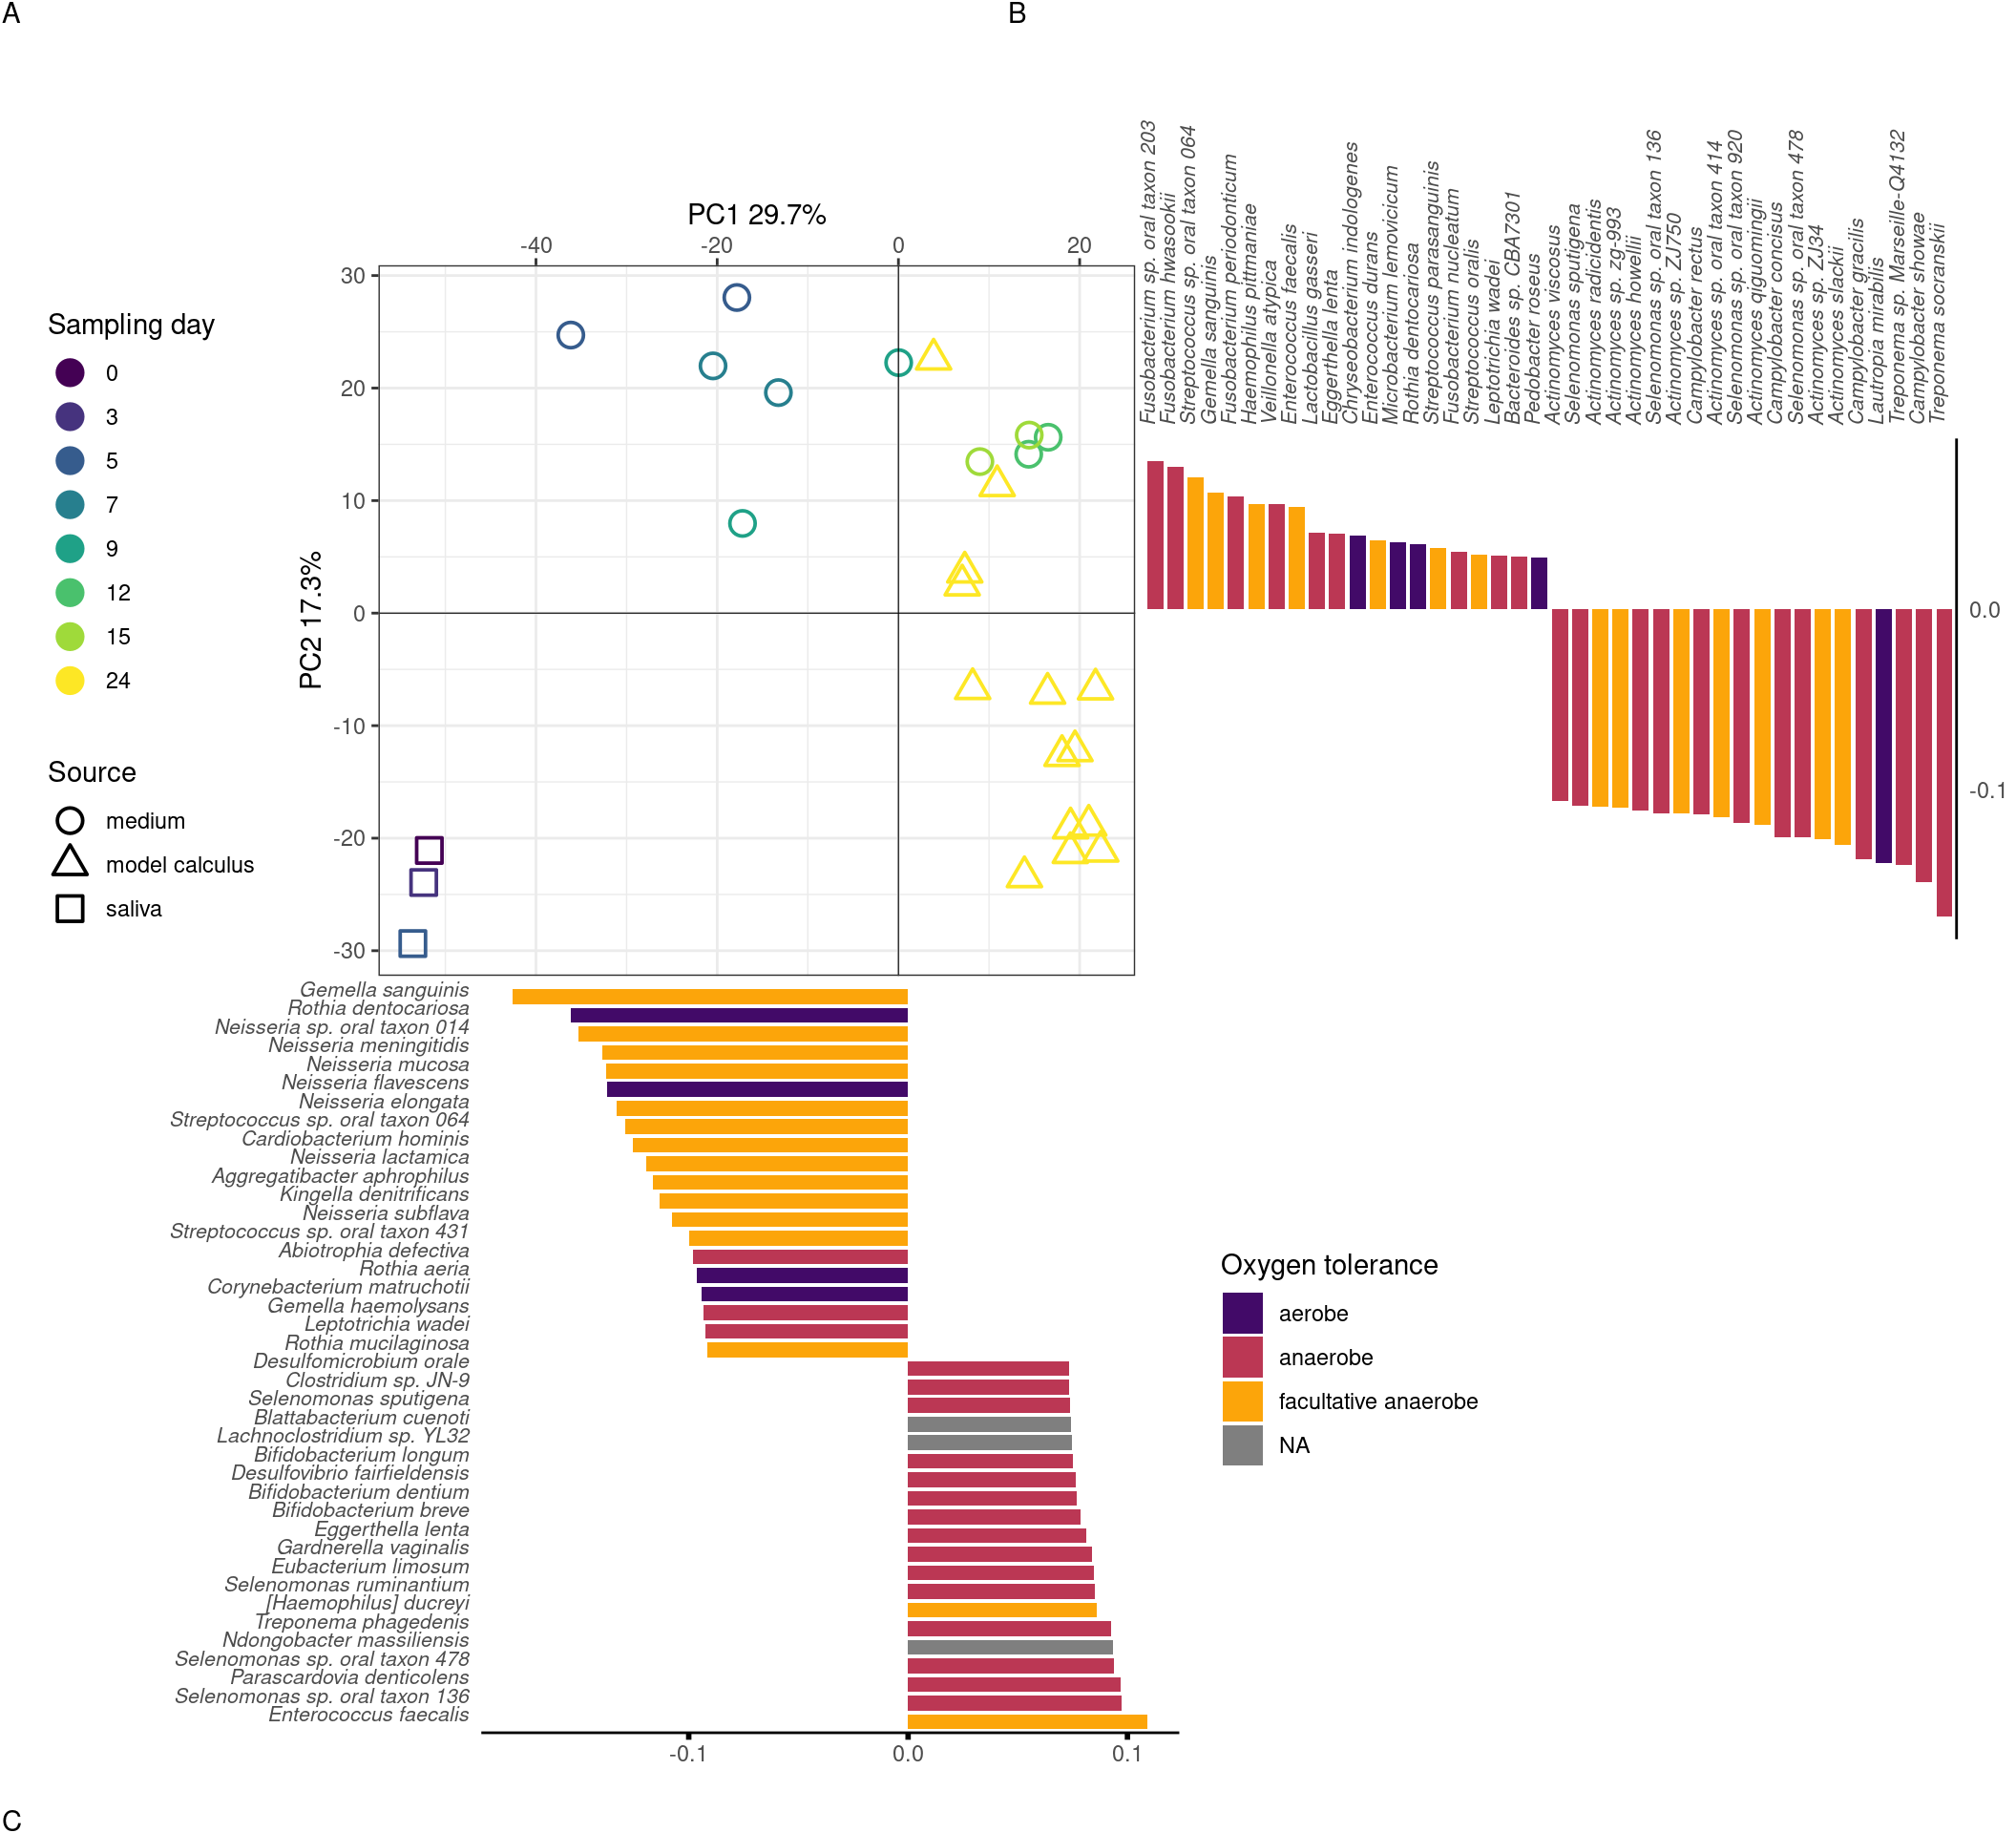 A
B
PC1 29.7%
-40
-20
0
20
30
20
10
0
-10
-20
-30
PC2 17.3%
Sampling day
0
3
5
7
9
12
15
24
Source
medium
model calculus
saliva
Fusobacterium sp. oral taxon 203
Fusobacterium hwasookii
Streptococcus sp. oral taxon 064
Gemella sanguinis
Fusobacterium periodonticum
Haemophilus pittmaniae
Veillonella atypica
Enterococcus faecalis
Lactobacillus gasseri
Eggerthella lenta
Chryseobacterium indologenes
Enterococcus durans
Microbacterium lemovicicum
Rothia dentocariosa
Streptococcus parasanguinis
Fusobacterium nucleatum
Streptococcus oralis
Leptotrichia wadei
Bacteroides sp. CBA7301
Pedobacter roseus
Actinomyces viscosus
Selenomonas sputigena
Actinomyces radicidentis
Actinomyces sp. zg-993
Actinomyces howellii
Selenomonas sp. oral taxon 136
Actinomyces sp. ZJ750
Campylobacter rectus
Actinomyces sp. oral taxon 414
Selenomonas sp. oral taxon 920
Actinomyces qiguomingii
Campylobacter concisus
Selenomonas sp. oral taxon 478
Actinomyces sp. ZJ34
Actinomyces slackii
Campylobacter gracilis
Lautropia mirabilis
Treponema sp. Marseille-Q4132
Campylobacter showae
Treponema socranskii
0.0
-0.1
Gemella sanguinis
Rothia dentocariosa
Neisseria sp. oral taxon 014
Neisseria meningitidis
Neisseria mucosa
Neisseria flavescens
Neisseria elongata
Streptococcus sp. oral taxon 064
Cardiobacterium hominis
Neisseria lactamica
Aggregatibacter aphrophilus
Kingella denitrificans
Neisseria subflava
Streptococcus sp. oral taxon 431
Abiotrophia defectiva
Rothia aeria
Corynebacterium matruchotii
Gemella haemolysans
Leptotrichia wadei
Rothia mucilaginosa
Desulfomicrobium orale
Clostridium sp. JN-9
Selenomonas sputigena
Blattabacterium cuenoti
Lachnoclostridium sp. YL32
Bifidobacterium longum
Desulfovibrio fairfieldensis
Bifidobacterium dentium
Bifidobacterium breve
Eggerthella lenta
Gardnerella vaginalis
Eubacterium limosum
Selenomonas ruminantium
[Haemophilus] ducreyi
Treponema phagedenis
Ndongobacter massiliensis
Selenomonas sp. oral taxon 478
Parascardovia denticolens
Selenomonas sp. oral taxon 136
Enterococcus faecalis
-0.1
0.0
0.1
Oxygen tolerance
aerobe
anaerobe
facultative anaerobe
NA
C